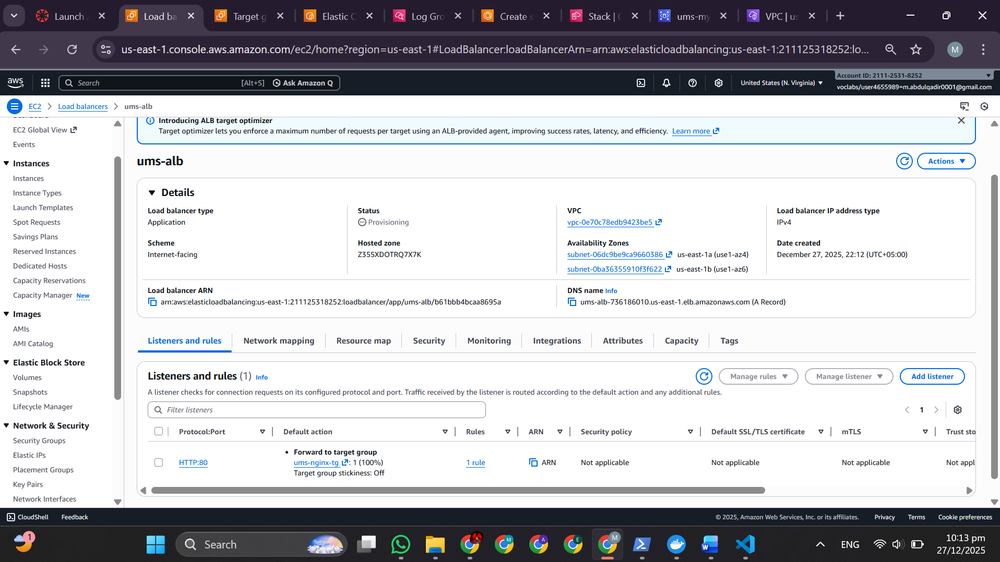 Launch
Load ba
Target g
Elastic C
Log Gro
Create s
Stack | C
ums-my
VPC | us
us-east-1.console.aws.amazon.com/ec2/home?region=us-east-1#LoadBalancer:loadBalancerArn=arn:aws:elasticloadbalancing:us-east-1:211125318252:lo...
M
aws
Search
[Alt+S]
Ask Amazon Q
United States (N. Virginia)
Account ID: 2111-2531-8252
voclabs/user4655989=m.abdulqadir0001@gmail.com
EC2
Load balancers
ums-alb
Dashboard
EC2 Global View
Events
Instances
Instances
Instance Types
Launch Templates
Spot Requests
Savings Plans
Reserved Instances
Dedicated Hosts
Capacity Reservations
Capacity Manager New
Images
AMIs
AMI Catalog
Elastic Block Store
Volumes
Snapshots
Lifecycle Manager
Network & Security
Security Groups
Elastic IPs
Placement Groups
Key Pairs
Network Interfaces
Introducing ALB target optimizer
Target optimizer lets you enforce a maximum number of requests per target using an ALB-provided agent, improving success rates, latency, and efficiency. Learn more
ums-alb
Actions
Details
Load balancer type
Application
Status
Provisioning
VPC
vpc-0e70c78edb9423be5
Load balancer IP address type
IPv4
Scheme
Internet-facing
Hosted zone
Z35SXDOTRQ7X7K
Availability Zones
subnet-06dc9be9ca9660386 us-east-1a (use1-az4)
subnet-0ba36355910f3f622 us-east-1b (use1-az6)
Date created
December 27, 2025, 22:12 (UTC+05:00)
Load balancer ARN
arn:aws:elasticloadbalancing:us-east-1:211125318252:loadbalancer/app/ums-alb/b61bbb4bcaa8695a
DNS name Info
ums-alb-736186010.us-east-1.elb.amazonaws.com (A Record)
Listeners and rules
Network mapping
Resource map
Security
Monitoring
Integrations
Attributes
Capacity
Tags
Listeners and rules (1) Info
Manage rules
Manage listener
Add listener
A listener checks for connection requests on its configured protocol and port. Traffic received by the listener is routed according to the default action and any additional rules.
Filter listeners
1
Protocol:Port
Default action
Rules
ARN
Security policy
Default SSL/TLS certificate
mTLS
Trust sto
HTTP:80
• Forward to target group
ums-nginx-tg : 1 (100%)
Target group stickiness: Off
1 rule
ARN
Not applicable
Not applicable
Not applicable
Not appl
CloudShell
Feedback
© 2025, Amazon Web Services, Inc. or its affiliates.
Privacy
Terms
Cookie preferences
1
Search
M
A
E
M
ENG
10:13 pm
27/12/2025